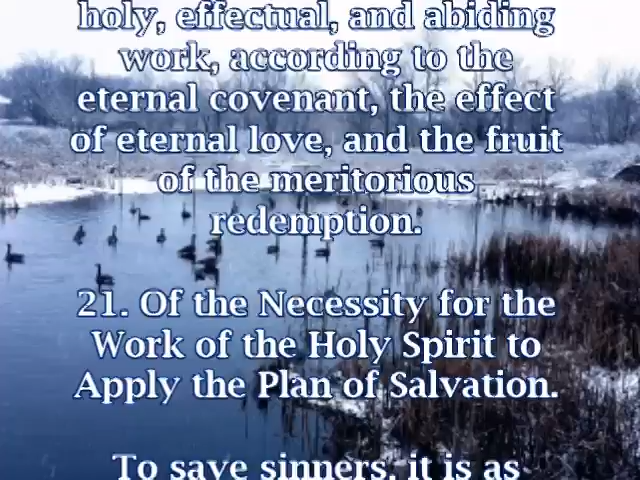 holy, effectual, and abiding
work, according to the
eternal covenant, the effect
of eternal love, and the fruit
of the meritorious
redemption.
21. Of the Necessity for the
Work of the Holy Spirit to
Apply the Plan of Salvation.
To save sinners, it is as